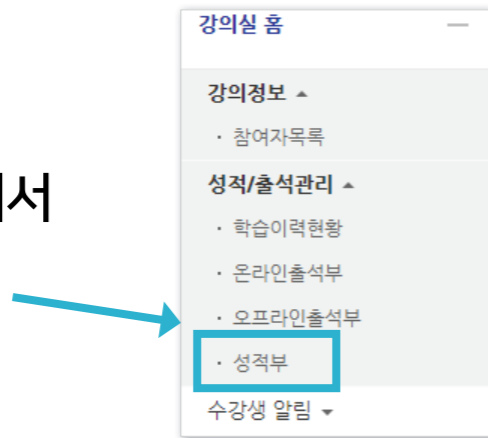 강의실 홈
강의정보 ▲
· 참여자목록
서
성적/출석관리 ▲
· 학습이력현황
· 온라인출석부
· 오프라인출석부
· 성적부
수강생 알림 ▼